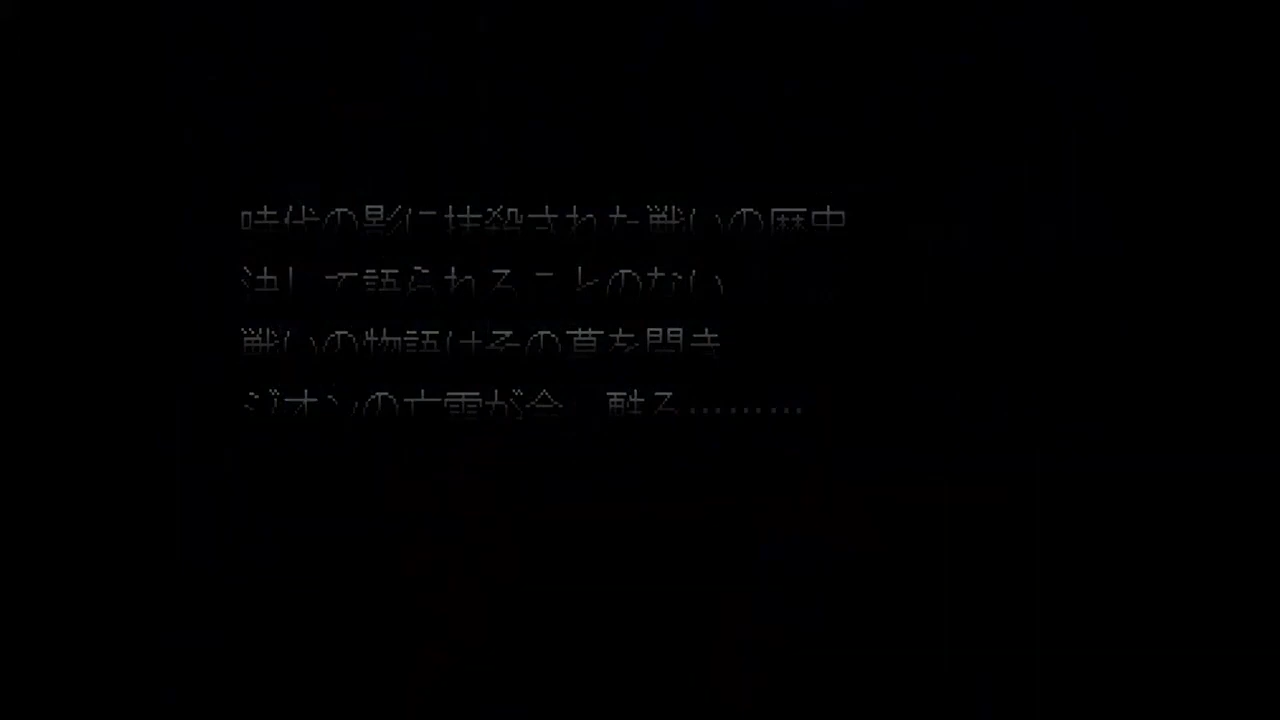 時代の影に抹殺された戦いの歴史
決して語られることのない
戦いの物語はその幕を開き
ジオンの亡霊が今、甦る………